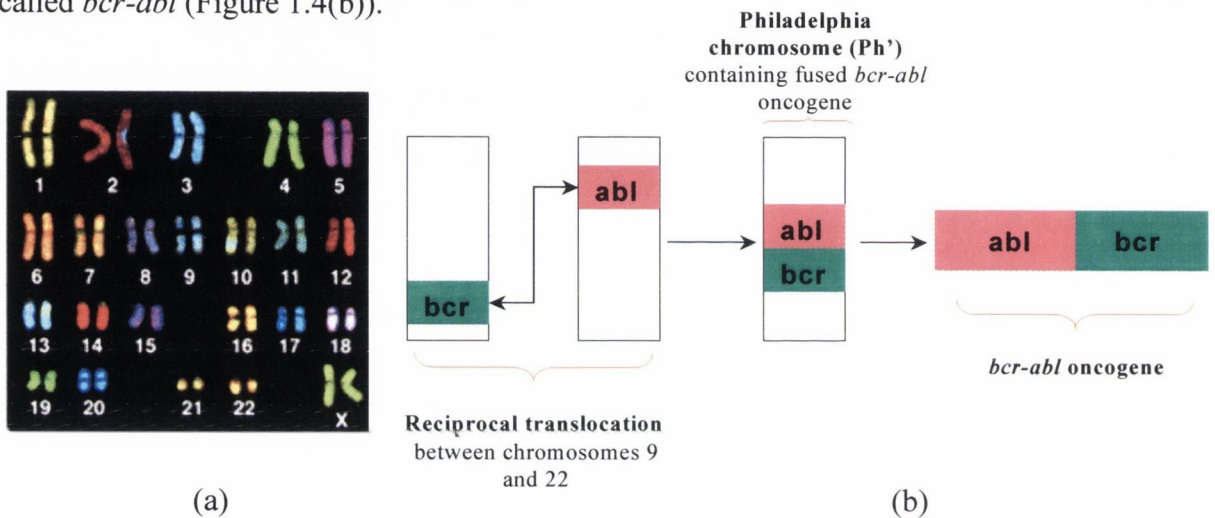 called bcr-abl (Figure 1.4(b)).
1 2 3 4 5
6 7 8 9 10 11 12
13 14 15 16 17 18
19 20 21 22 X
(a)
Philadelphia
chromosome (Ph’)
containing fused bcr-abl
oncogene
abl
bcr
abl
bcr
abl bcr
bcr-abl oncogene
Reciprocal translocation
between chromosomes 9
and 22
(b)